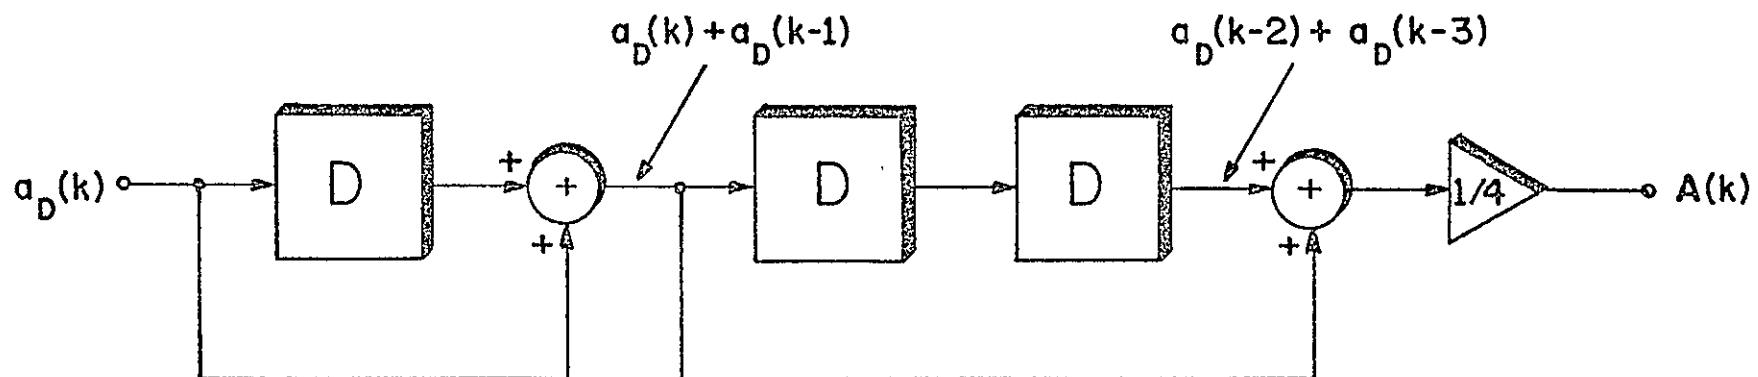 a_D(k)+a_D(k-1)
a_D(k-2)+ a_D(k-3)
a_D(k)
D
+
+
+
D
D
+
+
+
1/4
A(k)